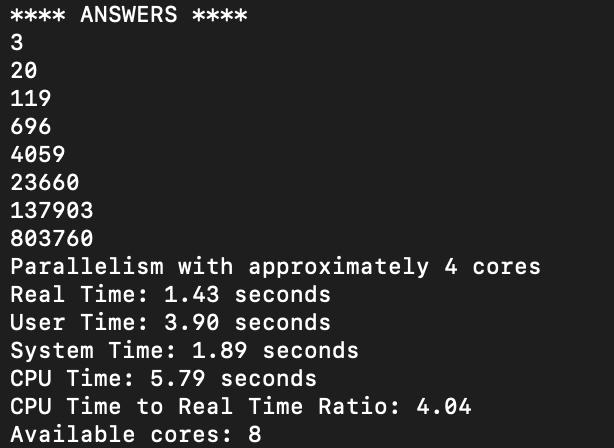 **** ANSWERS ****
3
20
119
696
4059
23660
137903
803760
Parallelism with approximately 4 cores
Real Time: 1.43 seconds
User Time: 3.90 seconds
System Time: 1.89 seconds
CPU Time: 5.79 seconds
CPU Time to Real Time Ratio: 4.04
Available cores: 8